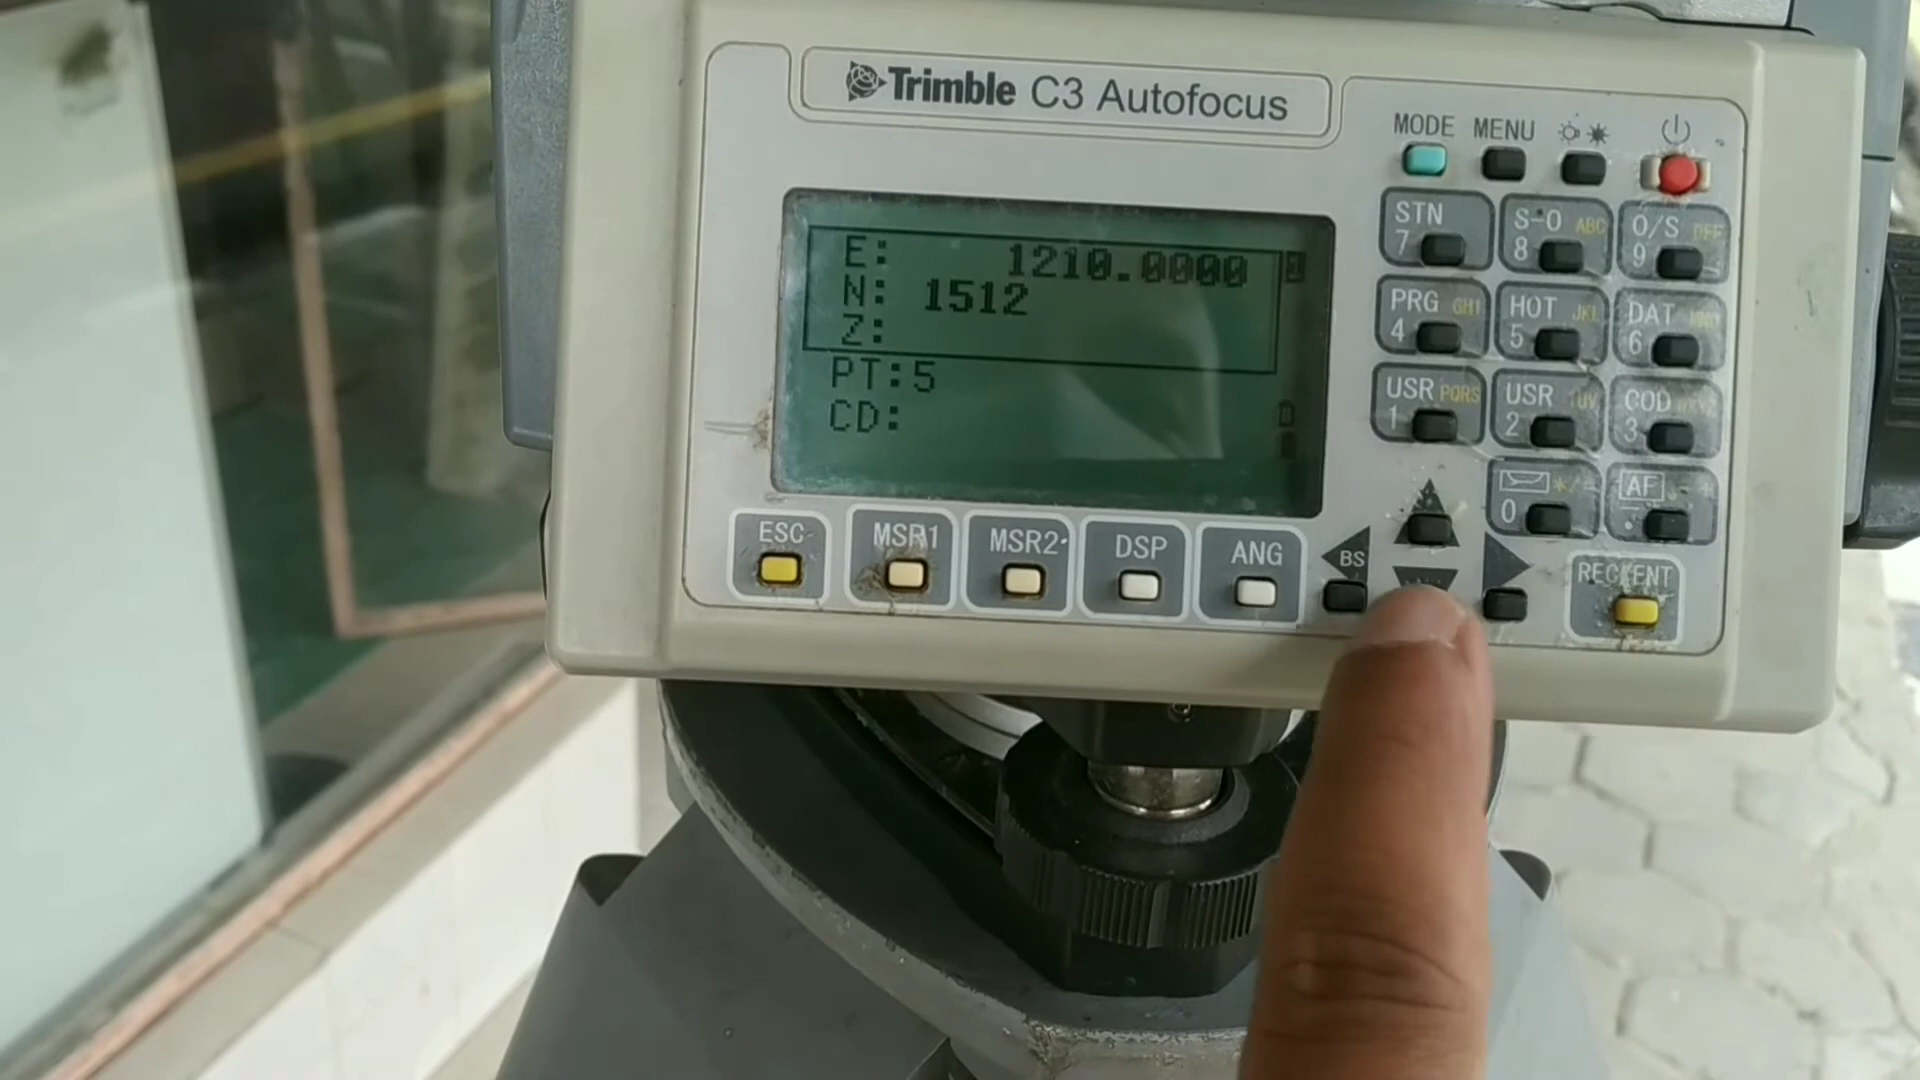 Trimble C3 Autofocus
MODE MENU
E: 1210.0000
N: 1512
Z:
PT:5
CD:
STN 7
S-O ABC 8
O/S DEF 9
PRG GHI 4
HOT JKL 5
DAT 6
USR PQRS 1
USR TUV 2
COD WXYZ 3
0
AF
ESC MSR1 MSR2 DSP ANG
BS
REC/ENT